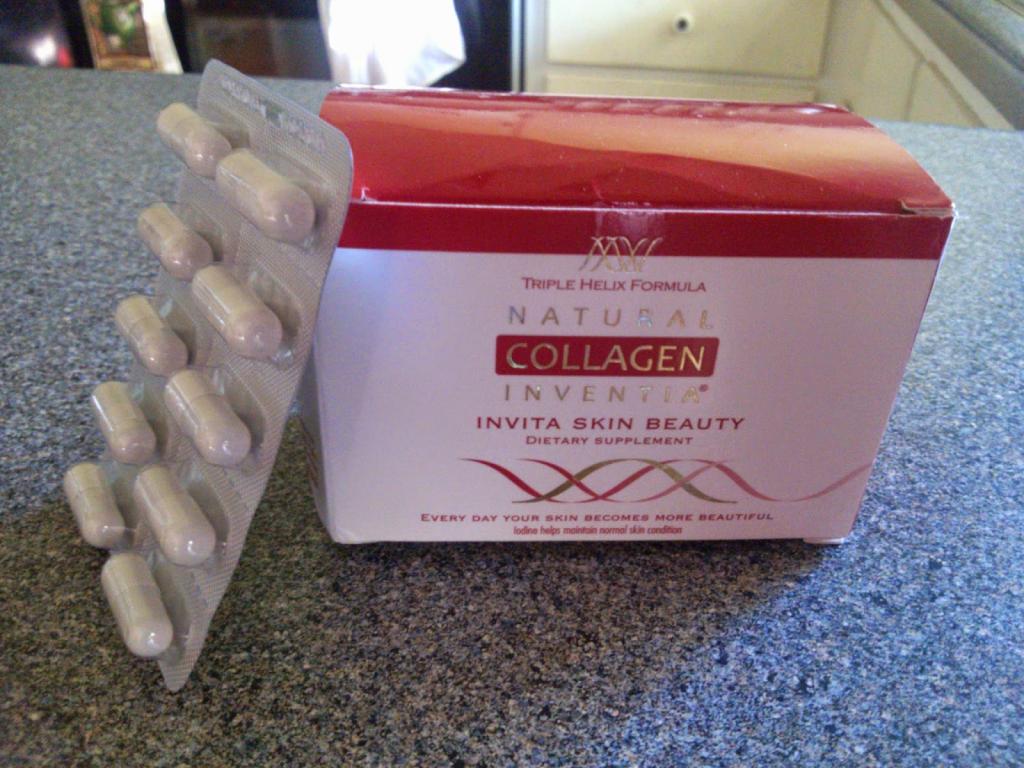 Triple Helix Formula
NATURAL
COLLAGEN
INVENTIA®
INVITA SKIN BEAUTY
Dietary supplement
Every day your skin becomes more beautiful
Iodine helps maintain normal skin condition